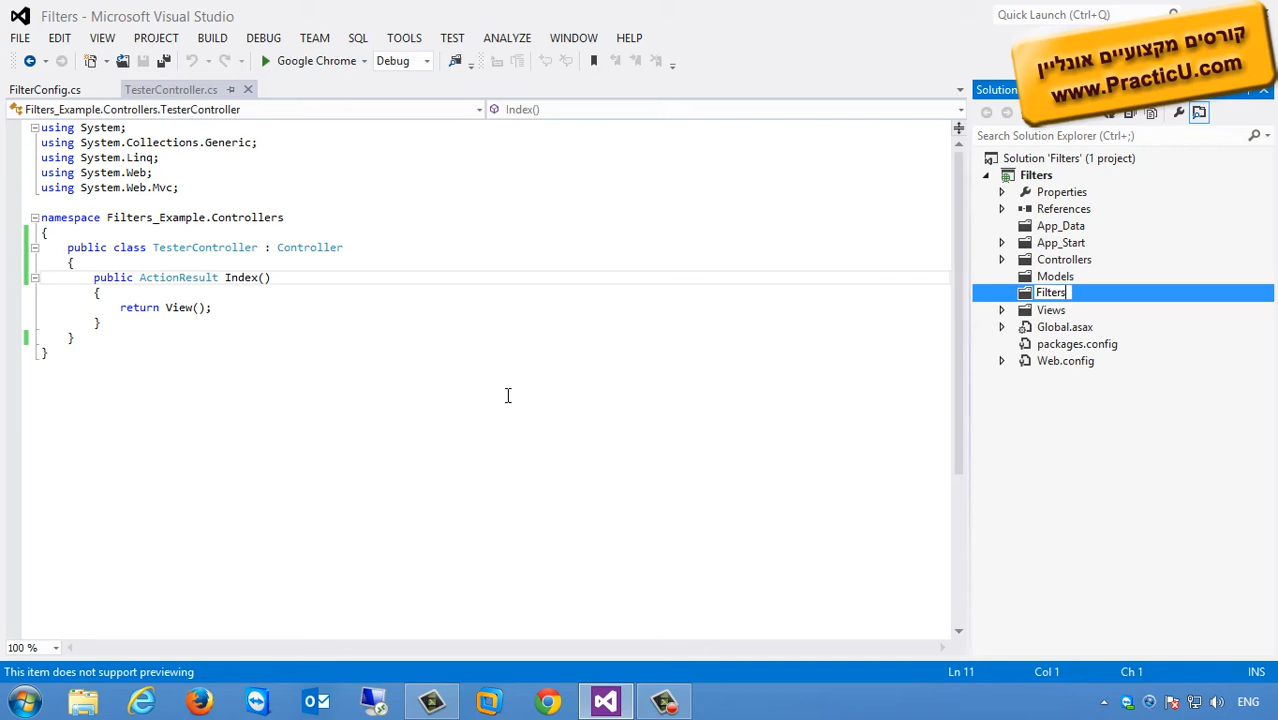 Filters - Microsoft Visual Studio
Quick Launch (Ctrl+Q)
קורסים מקצועיים אונליין
www.PracticU.com
FILE EDIT VIEW PROJECT BUILD DEBUG TEAM SQL TOOLS TEST ANALYZE WINDOW HELP
Google Chrome Debug
FilterConfig.cs TesterController.cs
Filters_Example.Controllers.TesterController Index()
using System;
using System.Collections.Generic;
using System.Linq;
using System.Web;
using System.Web.Mvc;
namespace Filters_Example.Controllers
{
public class TesterController : Controller
{
public ActionResult Index()
{
return View();
}
}
}
100 %
Search Solution Explorer (Ctrl+;)
Solution 'Filters' (1 project)
Filters
Properties
References
App_Data
App_Start
Controllers
Models
Filters
Views
Global.asax
packages.config
Web.config
This item does not support previewing Ln 11 Col 1 Ch 1 INS
ENG